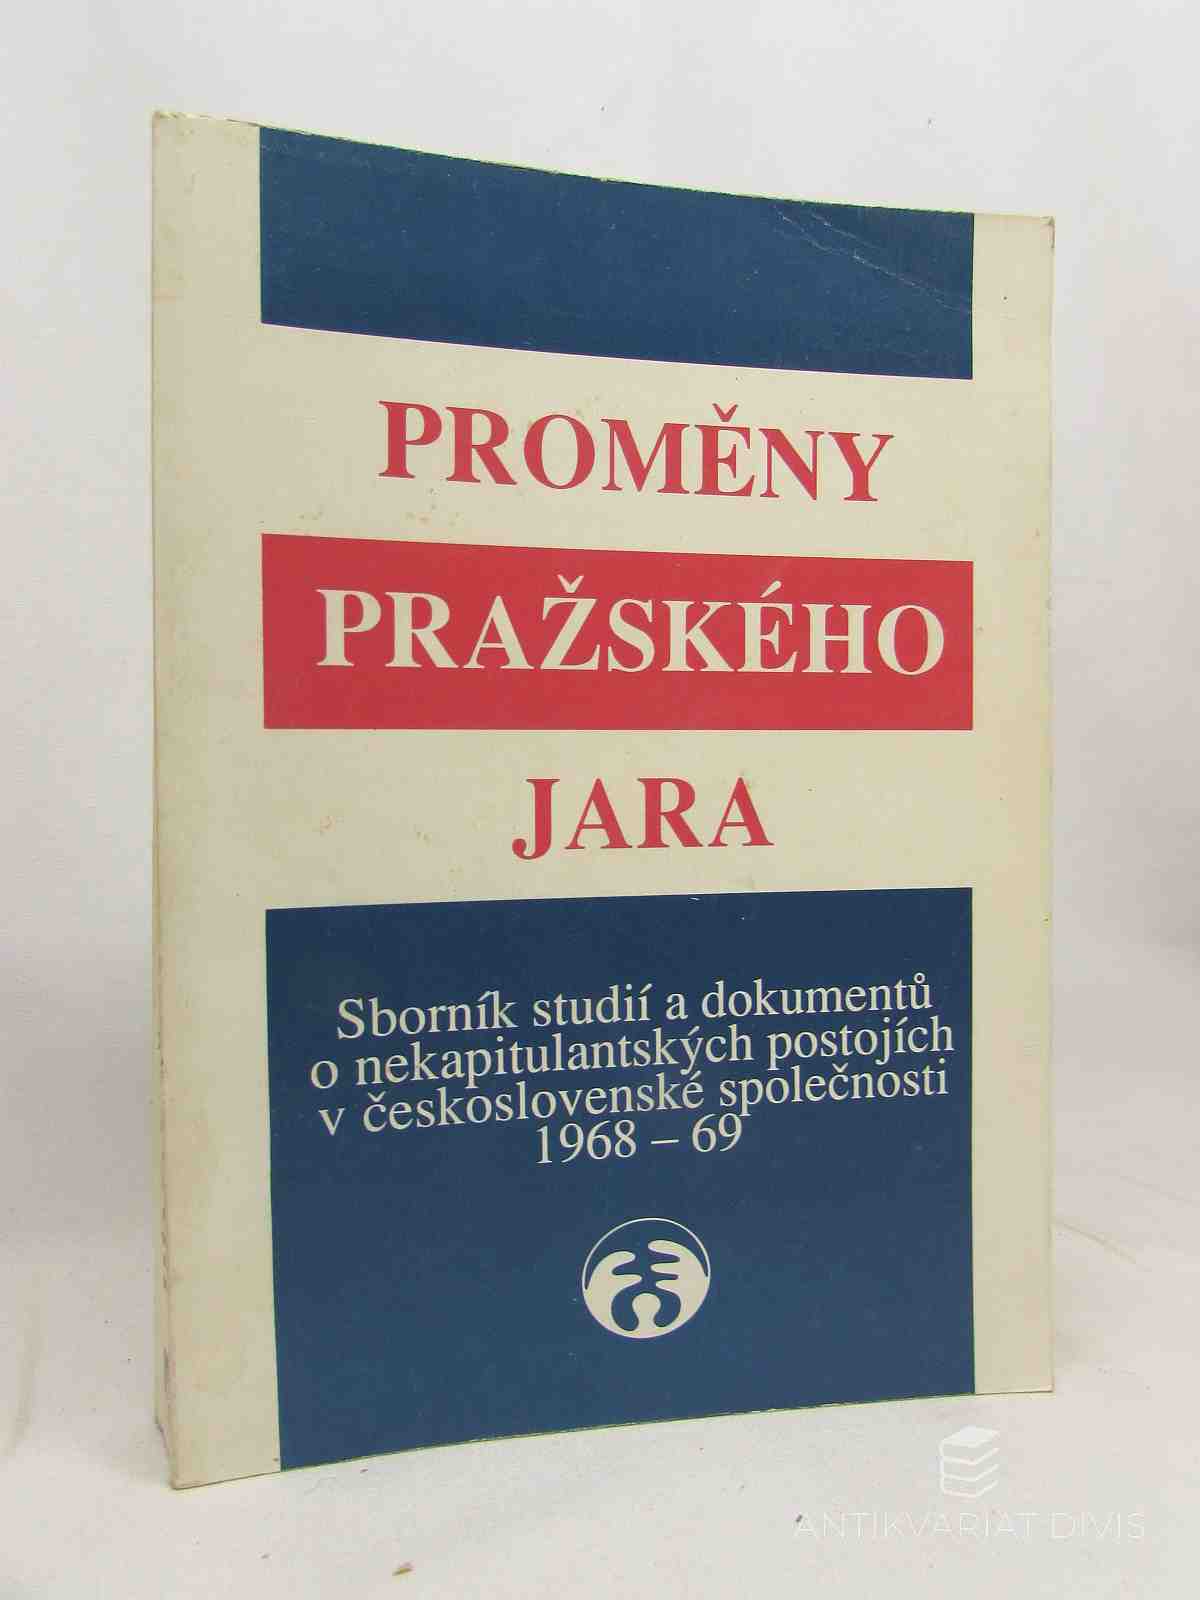 PROMĚNY
PRAŽSKÉHO
JARA
Sborník studií a dokumentů
o nekapitulantských postojích
v československé společnosti
1968 – 69
ANTIKVARIAT DIVIS